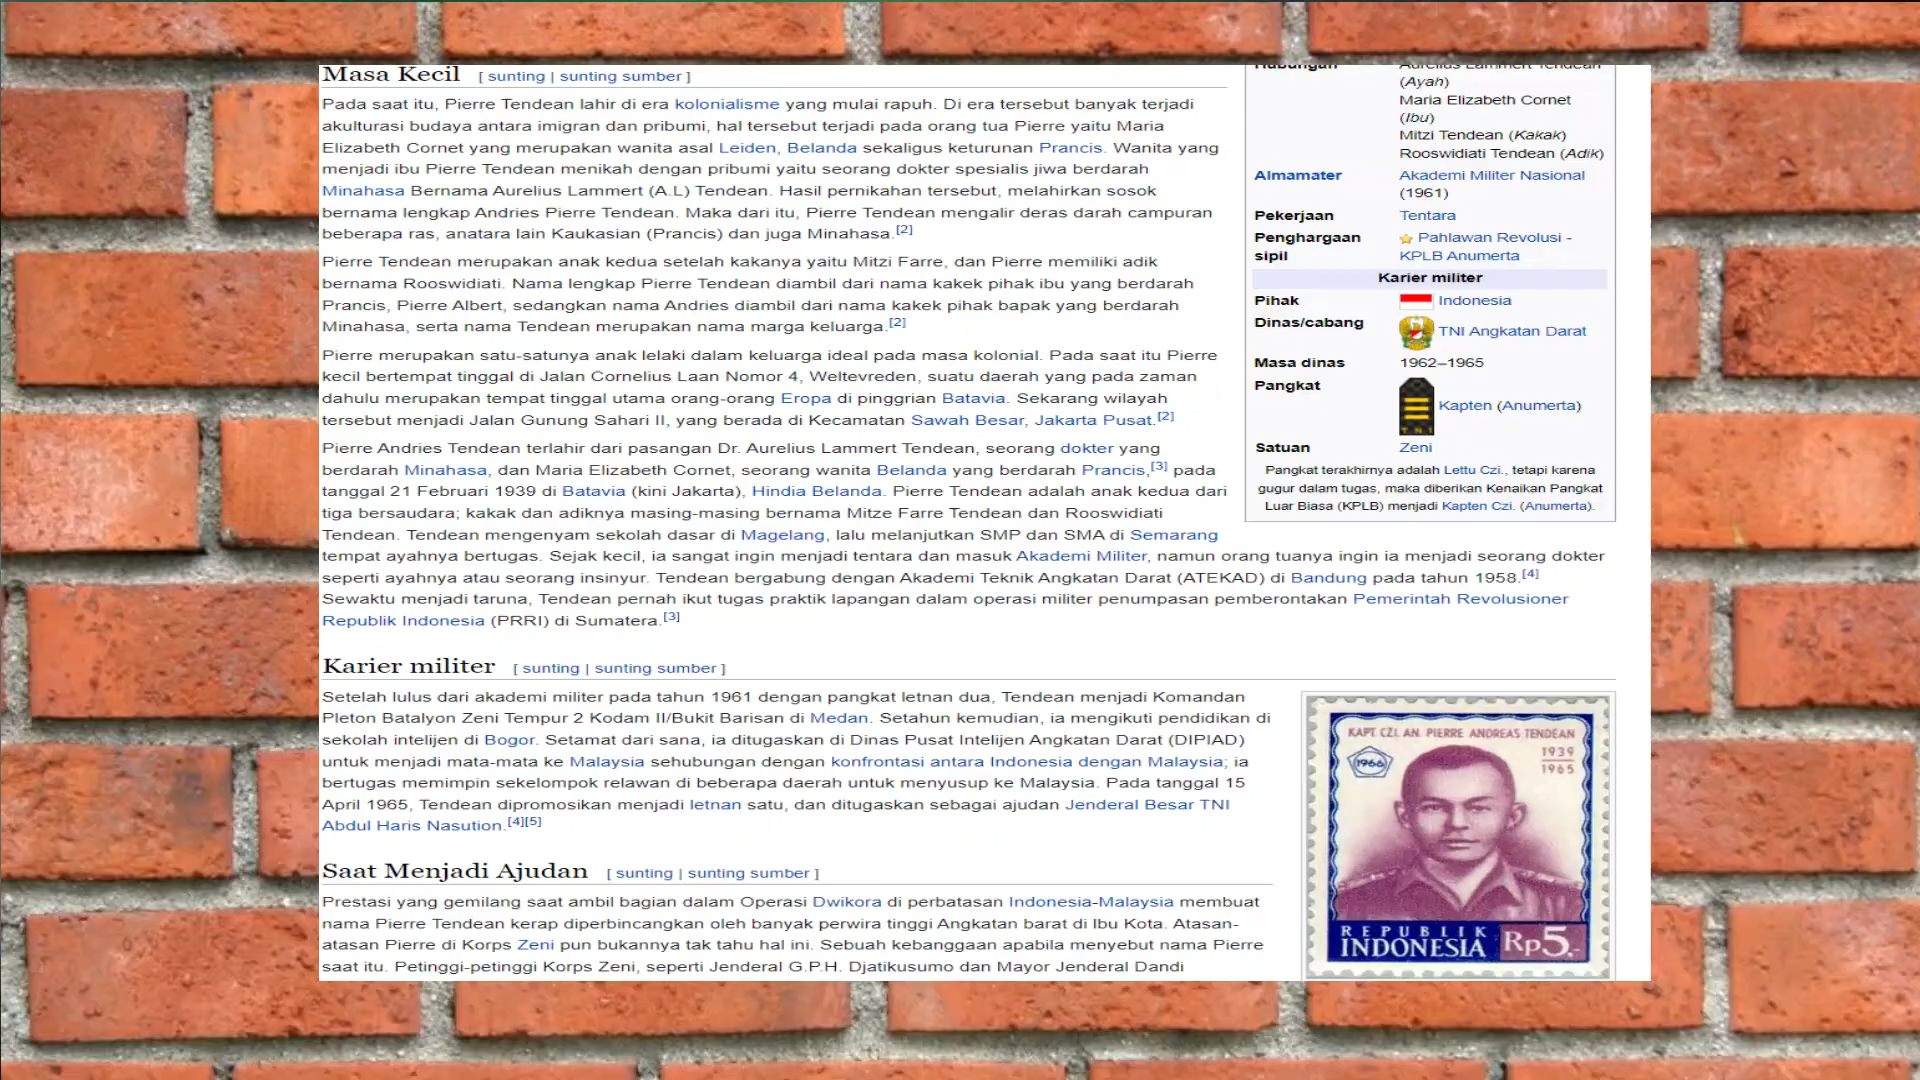 Masa Kecil [ sunting | sunting sumber ]
Pada saat itu, Pierre Tendean lahir di era kolonialisme yang mulai rapuh. Di era tersebut banyak terjadi
akulturasi budaya antara imigran dan pribumi, hal tersebut terjadi pada orang tua Pierre yaitu Maria
Elizabeth Cornet yang merupakan wanita asal Leiden, Belanda sekaligus keturunan Prancis. Wanita yang
menjadi ibu Pierre Tendean menikah dengan pribumi yaitu seorang dokter spesialis jiwa berdarah
Minahasa Bernama Aurelius Lammert (A.L) Tendean. Hasil pernikahan tersebut, melahirkan sosok
bernama lengkap Andries Pierre Tendean. Maka dari itu, Pierre Tendean mengalir deras darah campuran
beberapa ras, anatara lain Kaukasian (Prancis) dan juga Minahasa.[2]
Pierre Tendean merupakan anak kedua setelah kakanya yaitu Mitzi Farre, dan Pierre memiliki adik
bernama Rooswidiati. Nama lengkap Pierre Tendean diambil dari nama kakek pihak ibu yang berdarah
Prancis, Pierre Albert, sedangkan nama Andries diambil dari nama kakek pihak bapak yang berdarah
Minahasa, serta nama Tendean merupakan nama marga keluarga.[2]
Pierre merupakan satu-satunya anak lelaki dalam keluarga ideal pada masa kolonial. Pada saat itu Pierre
kecil bertempat tinggal di Jalan Cornelius Laan Nomor 4, Weltevreden, suatu daerah yang pada zaman
dahulu merupakan tempat tinggal utama orang-orang Eropa di pinggrian Batavia. Sekarang wilayah
tersebut menjadi Jalan Gunung Sahari II, yang berada di Kecamatan Sawah Besar, Jakarta Pusat.[2]
Pierre Andries Tendean terlahir dari pasangan Dr. Aurelius Lammert Tendean, seorang dokter yang
berdarah Minahasa, dan Maria Elizabeth Cornet, seorang wanita Belanda yang berdarah Prancis,[3] pada
tanggal 21 Februari 1939 di Batavia (kini Jakarta), Hindia Belanda. Pierre Tendean adalah anak kedua dari
tiga bersaudara; kakak dan adiknya masing-masing bernama Mitze Farre Tendean dan Rooswidiati
Tendean. Tendean mengenyam sekolah dasar di Magelang, lalu melanjutkan SMP dan SMA di Semarang
tempat ayahnya bertugas. Sejak kecil, ia sangat ingin menjadi tentara dan masuk Akademi Militer, namun orang tuanya ingin ia menjadi seorang dokter
seperti ayahnya atau seorang insinyur. Tendean bergabung dengan Akademi Teknik Angkatan Darat (ATEKAD) di Bandung pada tahun 1958.[4]
Sewaktu menjadi taruna, Tendean pernah ikut tugas praktik lapangan dalam operasi militer penumpasan pemberontakan Pemerintah Revolusioner
Republik Indonesia (PRRI) di Sumatera.[3]
Hubungan Aurelius Lammert Tendean
(Ayah)
Maria Elizabeth Cornet
(Ibu)
Mitzi Tendean (Kakak)
Rooswidiati Tendean (Adik)
Almamater Akademi Militer Nasional
(1961)
Pekerjaan Tentara
Penghargaan Pahlawan Revolusi -
sipil KPLB Anumerta
Karier militer
Pihak Indonesia
Dinas/cabang TNI Angkatan Darat
Masa dinas 1962–1965
Pangkat Kapten (Anumerta)
T.N.I
Satuan Zeni
Pangkat terakhirnya adalah Lettu Czi., tetapi karena
gugur dalam tugas, maka diberikan Kenaikan Pangkat
Luar Biasa (KPLB) menjadi Kapten Czi. (Anumerta).
Karier militer [ sunting | sunting sumber ]
Setelah lulus dari akademi militer pada tahun 1961 dengan pangkat letnan dua, Tendean menjadi Komandan
Pleton Batalyon Zeni Tempur 2 Kodam II/Bukit Barisan di Medan. Setahun kemudian, ia mengikuti pendidikan di
sekolah intelijen di Bogor. Setamat dari sana, ia ditugaskan di Dinas Pusat Intelijen Angkatan Darat (DIPIAD)
untuk menjadi mata-mata ke Malaysia sehubungan dengan konfrontasi antara Indonesia dengan Malaysia; ia
bertugas memimpin sekelompok relawan di beberapa daerah untuk menyusup ke Malaysia. Pada tanggal 15
April 1965, Tendean dipromosikan menjadi letnan satu, dan ditugaskan sebagai ajudan Jenderal Besar TNI
Abdul Haris Nasution.[4][5]
KAPT. CZI. AN. PIERRE ANDREAS TENDEAN
1966
1939
1965
REPUBLIK
INDONESIA Rp5.-
Saat Menjadi Ajudan [ sunting | sunting sumber ]
Prestasi yang gemilang saat ambil bagian dalam Operasi Dwikora di perbatasan Indonesia-Malaysia membuat
nama Pierre Tendean kerap diperbincangkan oleh banyak perwira tinggi Angkatan barat di Ibu Kota. Atasan-
atasan Pierre di Korps Zeni pun bukannya tak tahu hal ini. Sebuah kebanggaan apabila menyebut nama Pierre
saat itu. Petinggi-petinggi Korps Zeni, seperti Jenderal G.P.H. Djatikusumo dan Mayor Jenderal Dandi